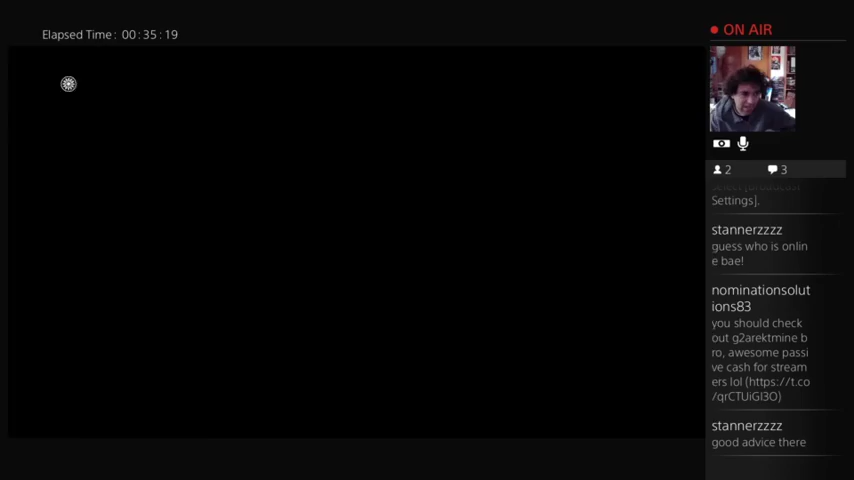 Elapsed Time: 00:35:19
ON AIR
2
3
Settings].
stannerzzzz
guess who is onlin
e bae!
nominationsolut
ions83
you should check
out g2arektmine b
ro, awesome passi
ve cash for stream
ers lol (https://t.co
/qrCTUiGl3O)
stannerzzzz
good advice there